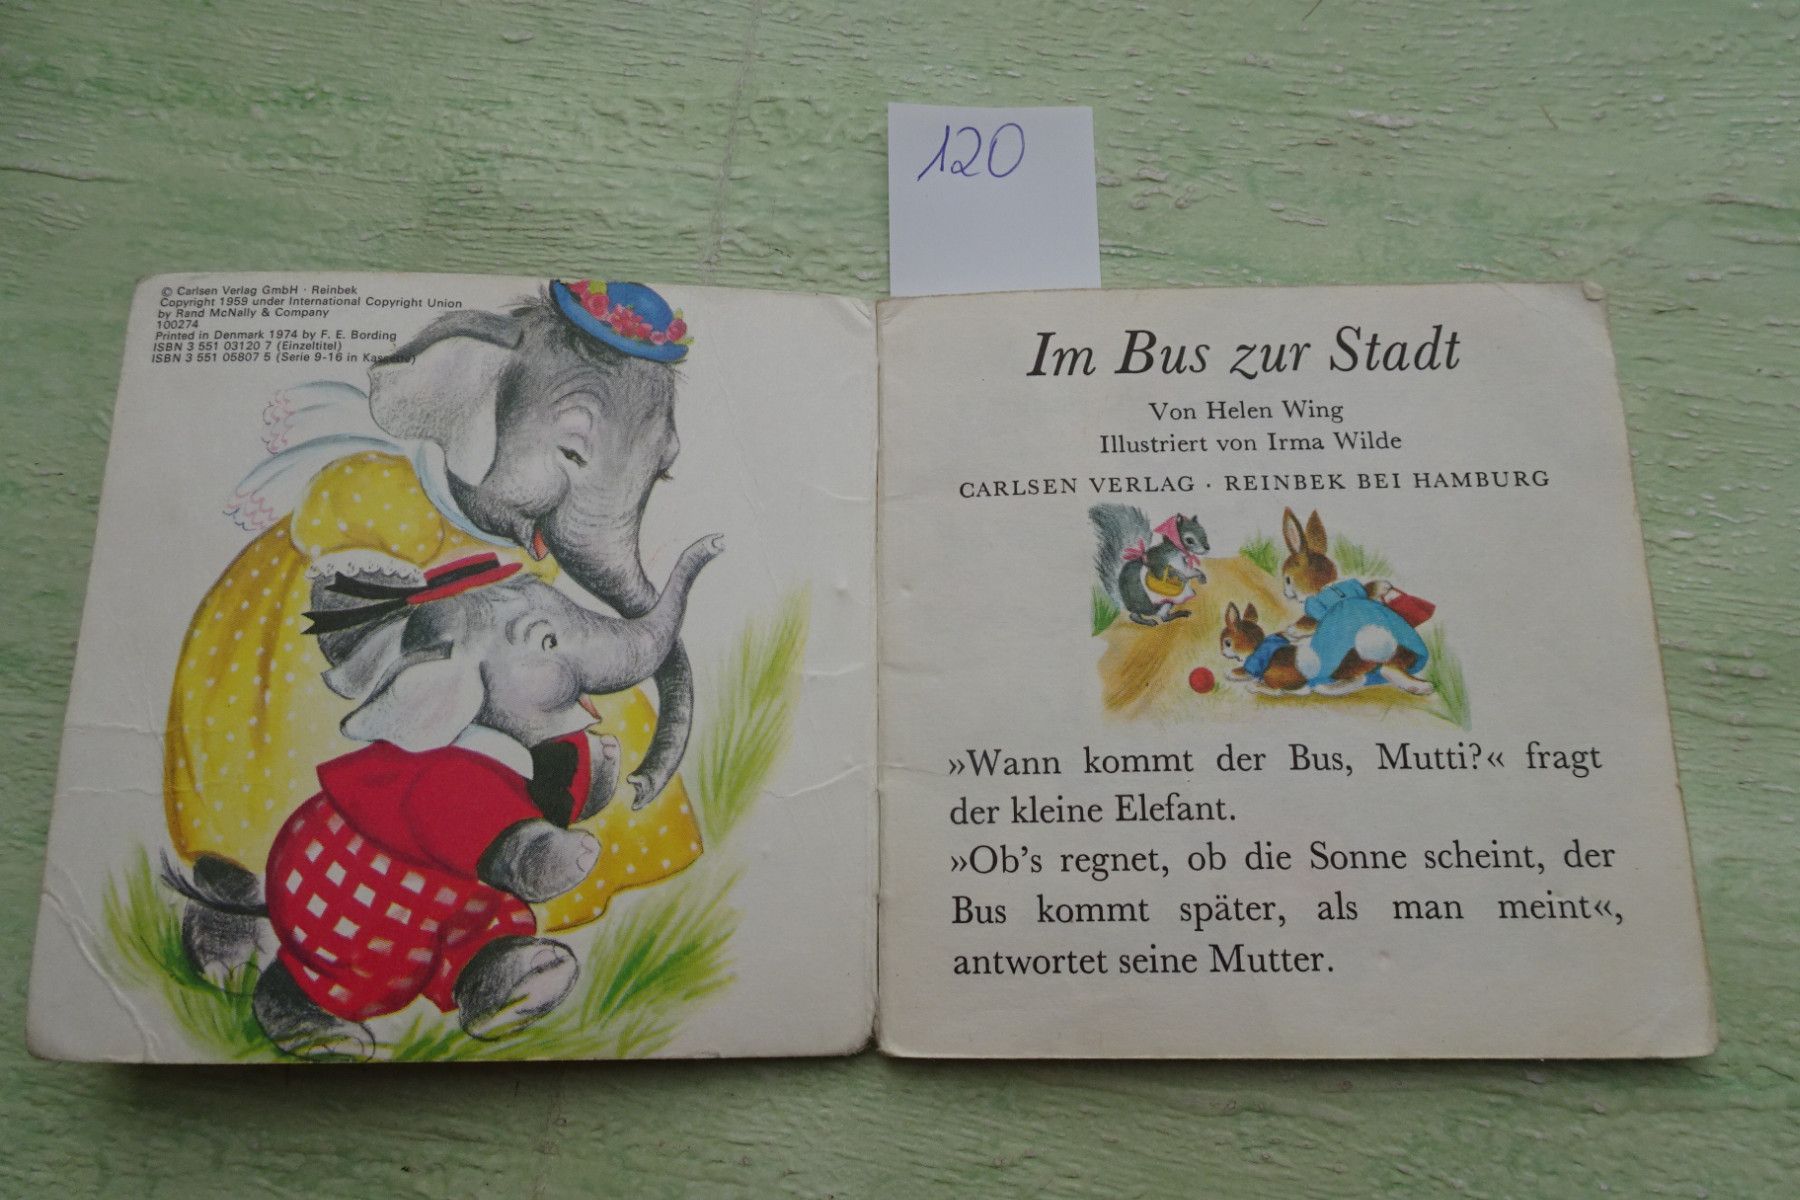 120
© Carlsen Verlag GmbH · Reinbek
Copyright 1959 under International Copyright Union
by Rand McNally & Company
100274
Printed in Denmark 1974 by F. E. Bording
ISBN 3 551 03120 7 (Einzeltitel)
ISBN 3 551 05807 5 (Serie 9-16 in Kassette)
Im Bus zur Stadt
Von Helen Wing
Illustriert von Irma Wilde
CARLSEN VERLAG · REINBEK BEI HAMBURG
»Wann kommt der Bus, Mutti?« fragt
der kleine Elefant.
»Ob’s regnet, ob die Sonne scheint, der
Bus kommt später, als man meint«,
antwortet seine Mutter.